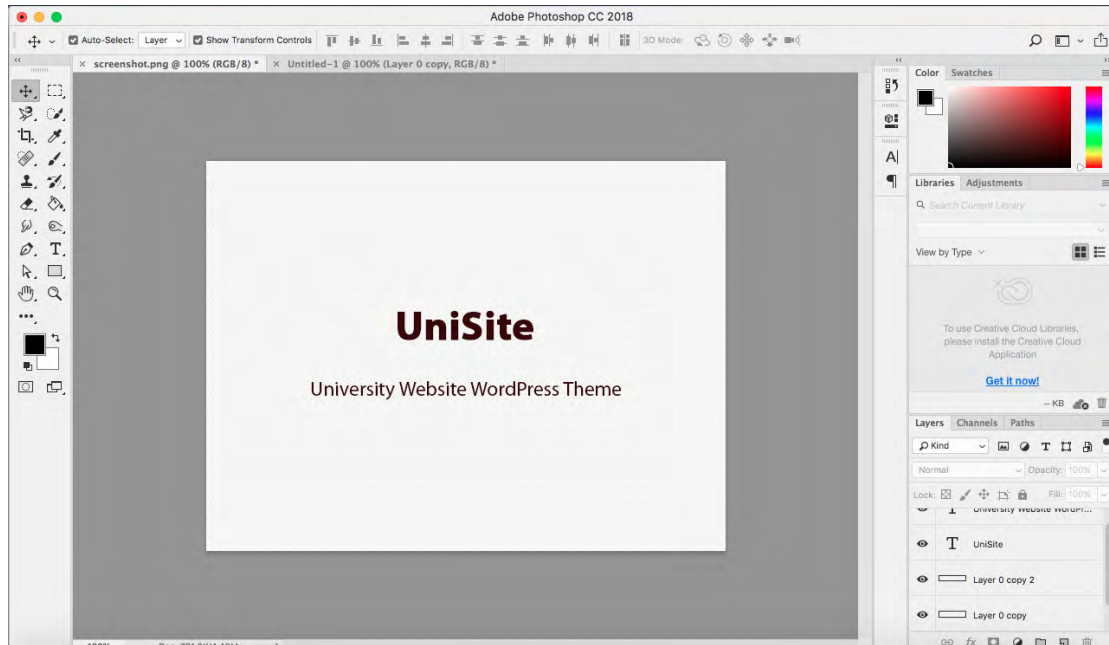 Adobe Photoshop CC 2018
Auto-Select: Layer Show Transform Controls 3D Mode:
× screenshot.png @ 100% (RGB/8) * × Untitled-1 @ 100% (Layer 0 copy, RGB/8) *
Color Swatches
Libraries Adjustments
Search Current Library
View by Type
To use Creative Cloud Libraries,
please install the Creative Cloud
Application
Get it now!
-- KB
UniSite
University Website WordPress Theme
Layers Channels Paths
Kind
Normal Opacity: 100%
Lock: Fill: 100%
University Website WordPr...
UniSite
Layer 0 copy 2
Layer 0 copy